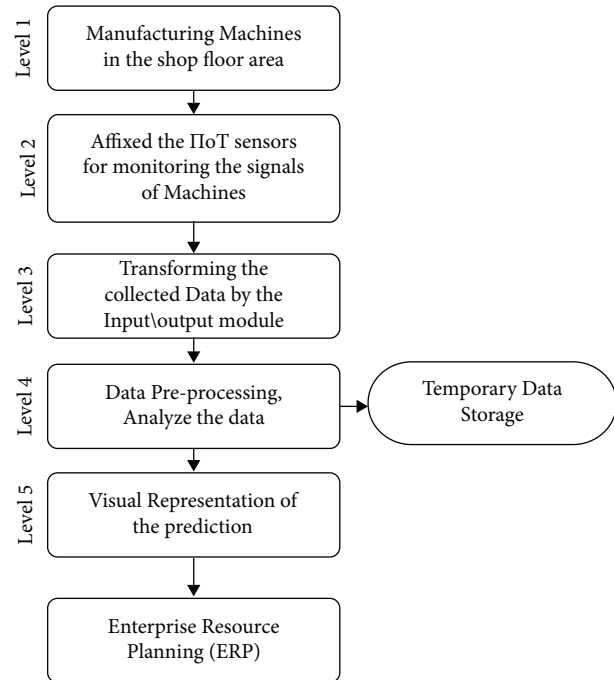 Level 1
Manufacturing Machines
in the shop floor area
Level 2
Affixed the IIoT sensors
for monitoring the signals
of Machines
Level 3
Transforming the
collected Data by the
Input\output module
Level 4
Data Pre-processing,
Analyze the data
Temporary Data
Storage
Level 5
Visual Representation of
the prediction
Enterprise Resource
Planning (ERP)